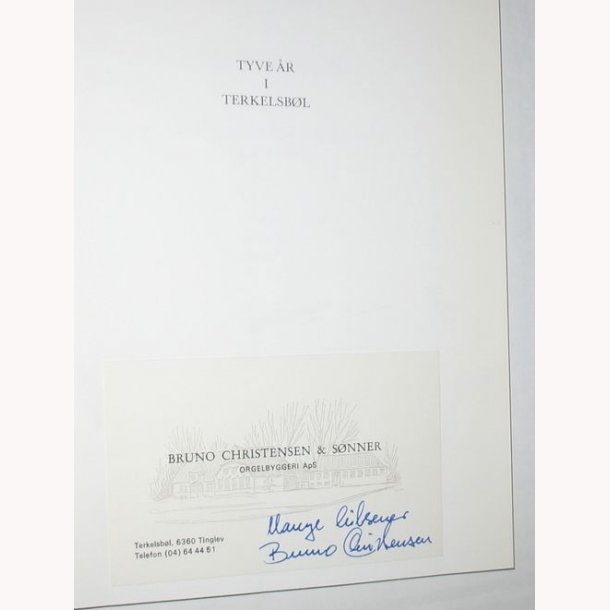 TYVE ÅR
I
TERKELSBØL
BRUNO CHRISTENSEN & SØNNER
ORGELBYGGERI ApS
Terkelsbøl, 6360 Tinglev
Telefon (04) 64 44 51
Mange hilsener
Bruno Christensen